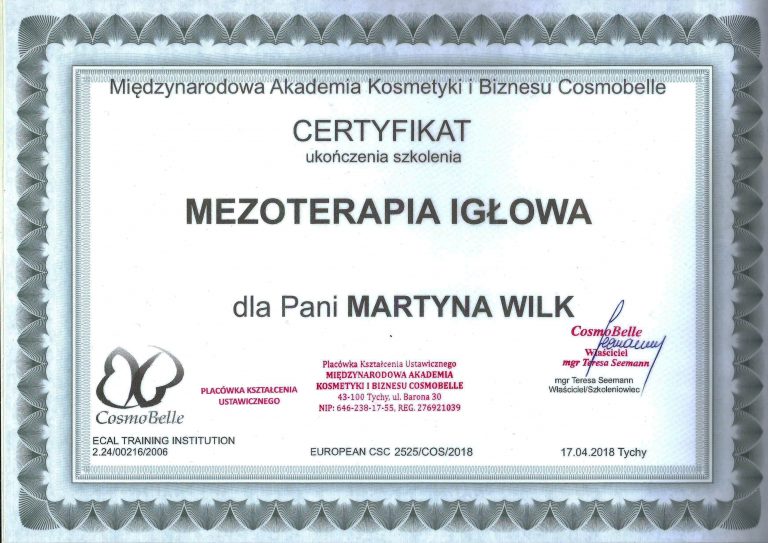 Międzynarodowa Akademia Kosmetyki i Biznesu Cosmobelle
CERTYFIKAT
ukończenia szkolenia
MEZOTERAPIA IGŁOWA
dla Pani MARTYNA WILK
CosmoBelle
Właściciel
mgr Teresa Seemann
mgr Teresa Seemann
Właściciel/Szkoleniowiec
Placówka Kształcenia Ustawicznego
MIĘDZYNARODOWA AKADEMIA
KOSMETYKI I BIZNESU COSMOBELLE
43-100 Tychy, ul. Barona 30
NIP: 646-238-17-55, REG. 276921039
PLACÓWKA KSZTAŁCENIA
USTAWICZNEGO
CosmoBelle
ECAL TRAINING INSTITUTION
2.24/00216/2006
EUROPEAN CSC 2525/COS/2018
17.04.2018 Tychy